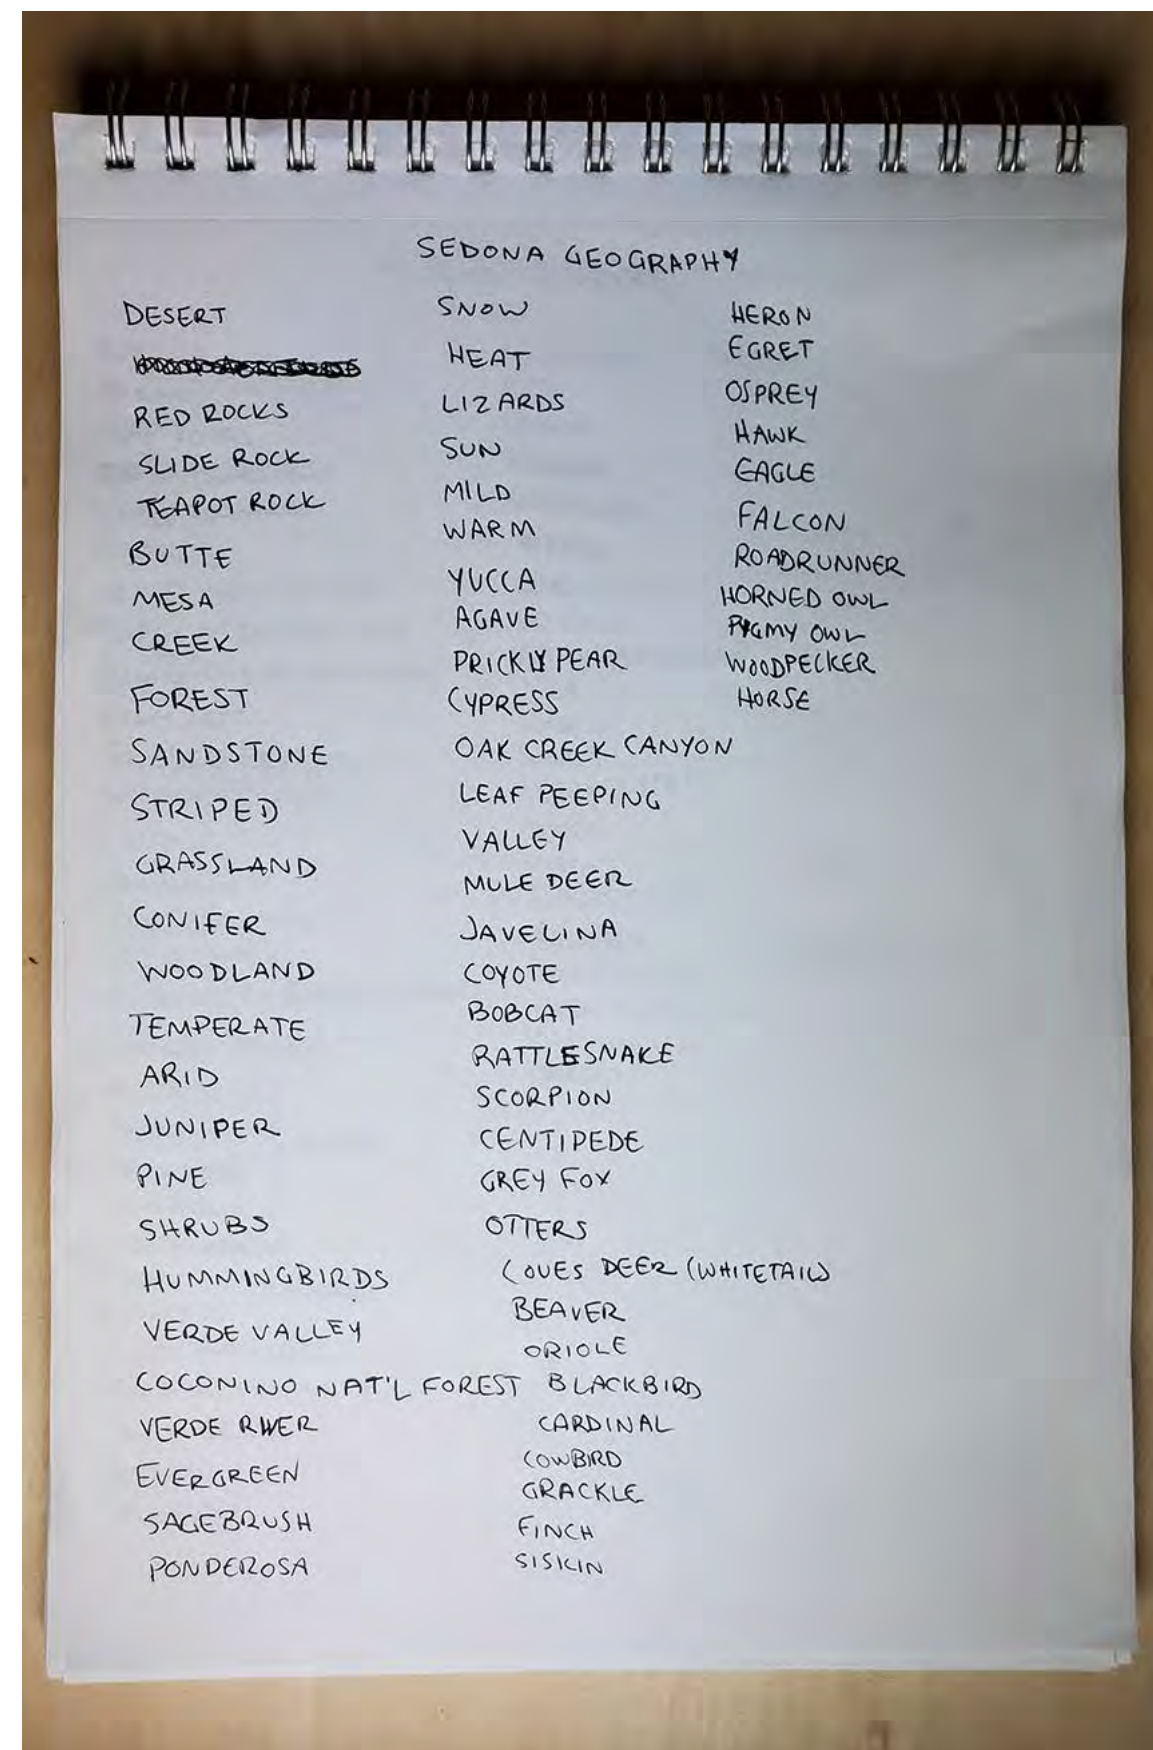 SEDONA GEOGRAPHY
DESERT
RED ROCKS
SLIDE ROCK
TEAPOT ROCK
BUTTE
MESA
CREEK
FOREST
SANDSTONE
STRIPED
GRASSLAND
CONIFER
WOODLAND
TEMPERATE
ARID
JUNIPER
PINE
SHRUBS
HUMMINGBIRDS
VERDE VALLEY
COCONINO NAT'L FOREST
VERDE RIVER
EVERGREEN
SAGEBRUSH
PONDEROSA
SNOW
HEAT
LIZARDS
SUN
MILD
WARM
YUCCA
AGAVE
PRICKLY PEAR
CYPRESS
OAK CREEK CANYON
LEAF PEEPING
VALLEY
MULE DEER
JAVELINA
COYOTE
BOBCAT
RATTLESNAKE
SCORPION
CENTIPEDE
GREY FOX
OTTERS
COUES DEER (WHITETAIL)
BEAVER
ORIOLE
BLACKBIRD
CARDINAL
COWBIRD
GRACKLE
FINCH
SISKIN
HERON
EGRET
OSPREY
HAWK
EAGLE
FALCON
ROADRUNNER
HORNED OWL
PYGMY OWL
WOODPECKER
HORSE